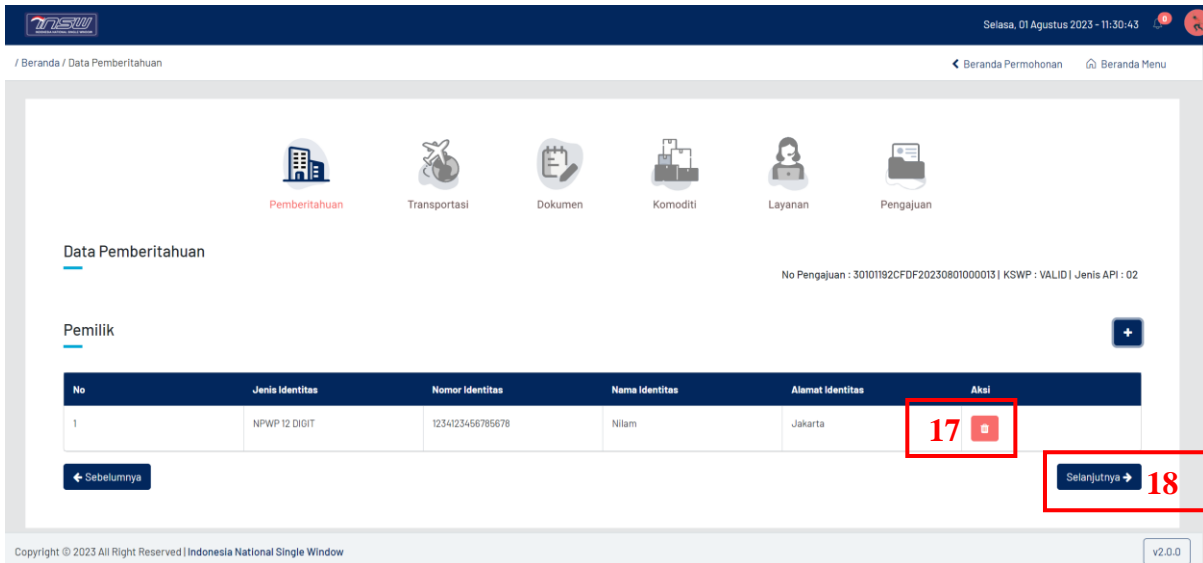 INSW
Selasa, 01 Agustus 2023 - 11:30:43
0
/ Beranda / Data Pemberitahuan
Beranda Permohonan
Beranda Menu
Pemberitahuan
Transportasi
Dokumen
Komoditi
Layanan
Pengajuan
Data Pemberitahuan
No Pengajuan : 30101192CFDF20230801000013 | KSWP : VALID | Jenis API : 02
Pemilik
+
No Jenis Identitas Nomor Identitas Nama Identitas Alamat Identitas Aksi
1 NPWP 12 DIGIT 1234123456785678 Nilam Jakarta
17
Sebelumnya
Selanjutnya
18
Copyright © 2023 All Right Reserved | Indonesia National Single Window
v2.0.0